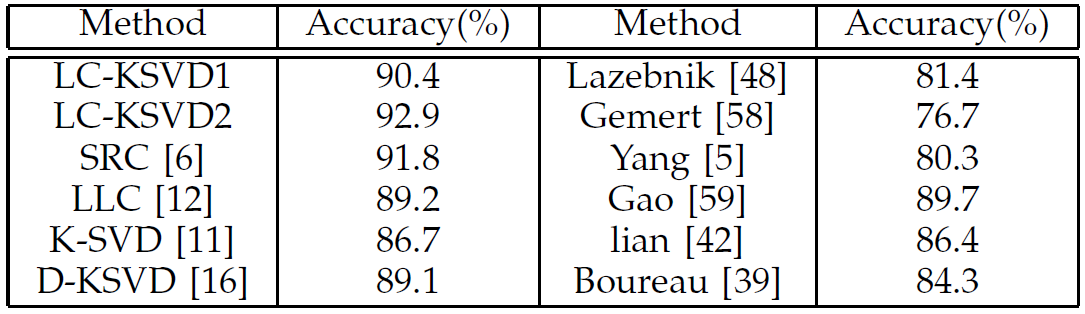 Method Accuracy(%) Method Accuracy(%)
LC-KSVD1 90.4 Lazebnik [48] 81.4
LC-KSVD2 92.9 Gemert [58] 76.7
SRC [6] 91.8 Yang [5] 80.3
LLC [12] 89.2 Gao [59] 89.7
K-SVD [11] 86.7 lian [42] 86.4
D-KSVD [16] 89.1 Boureau [39] 84.3